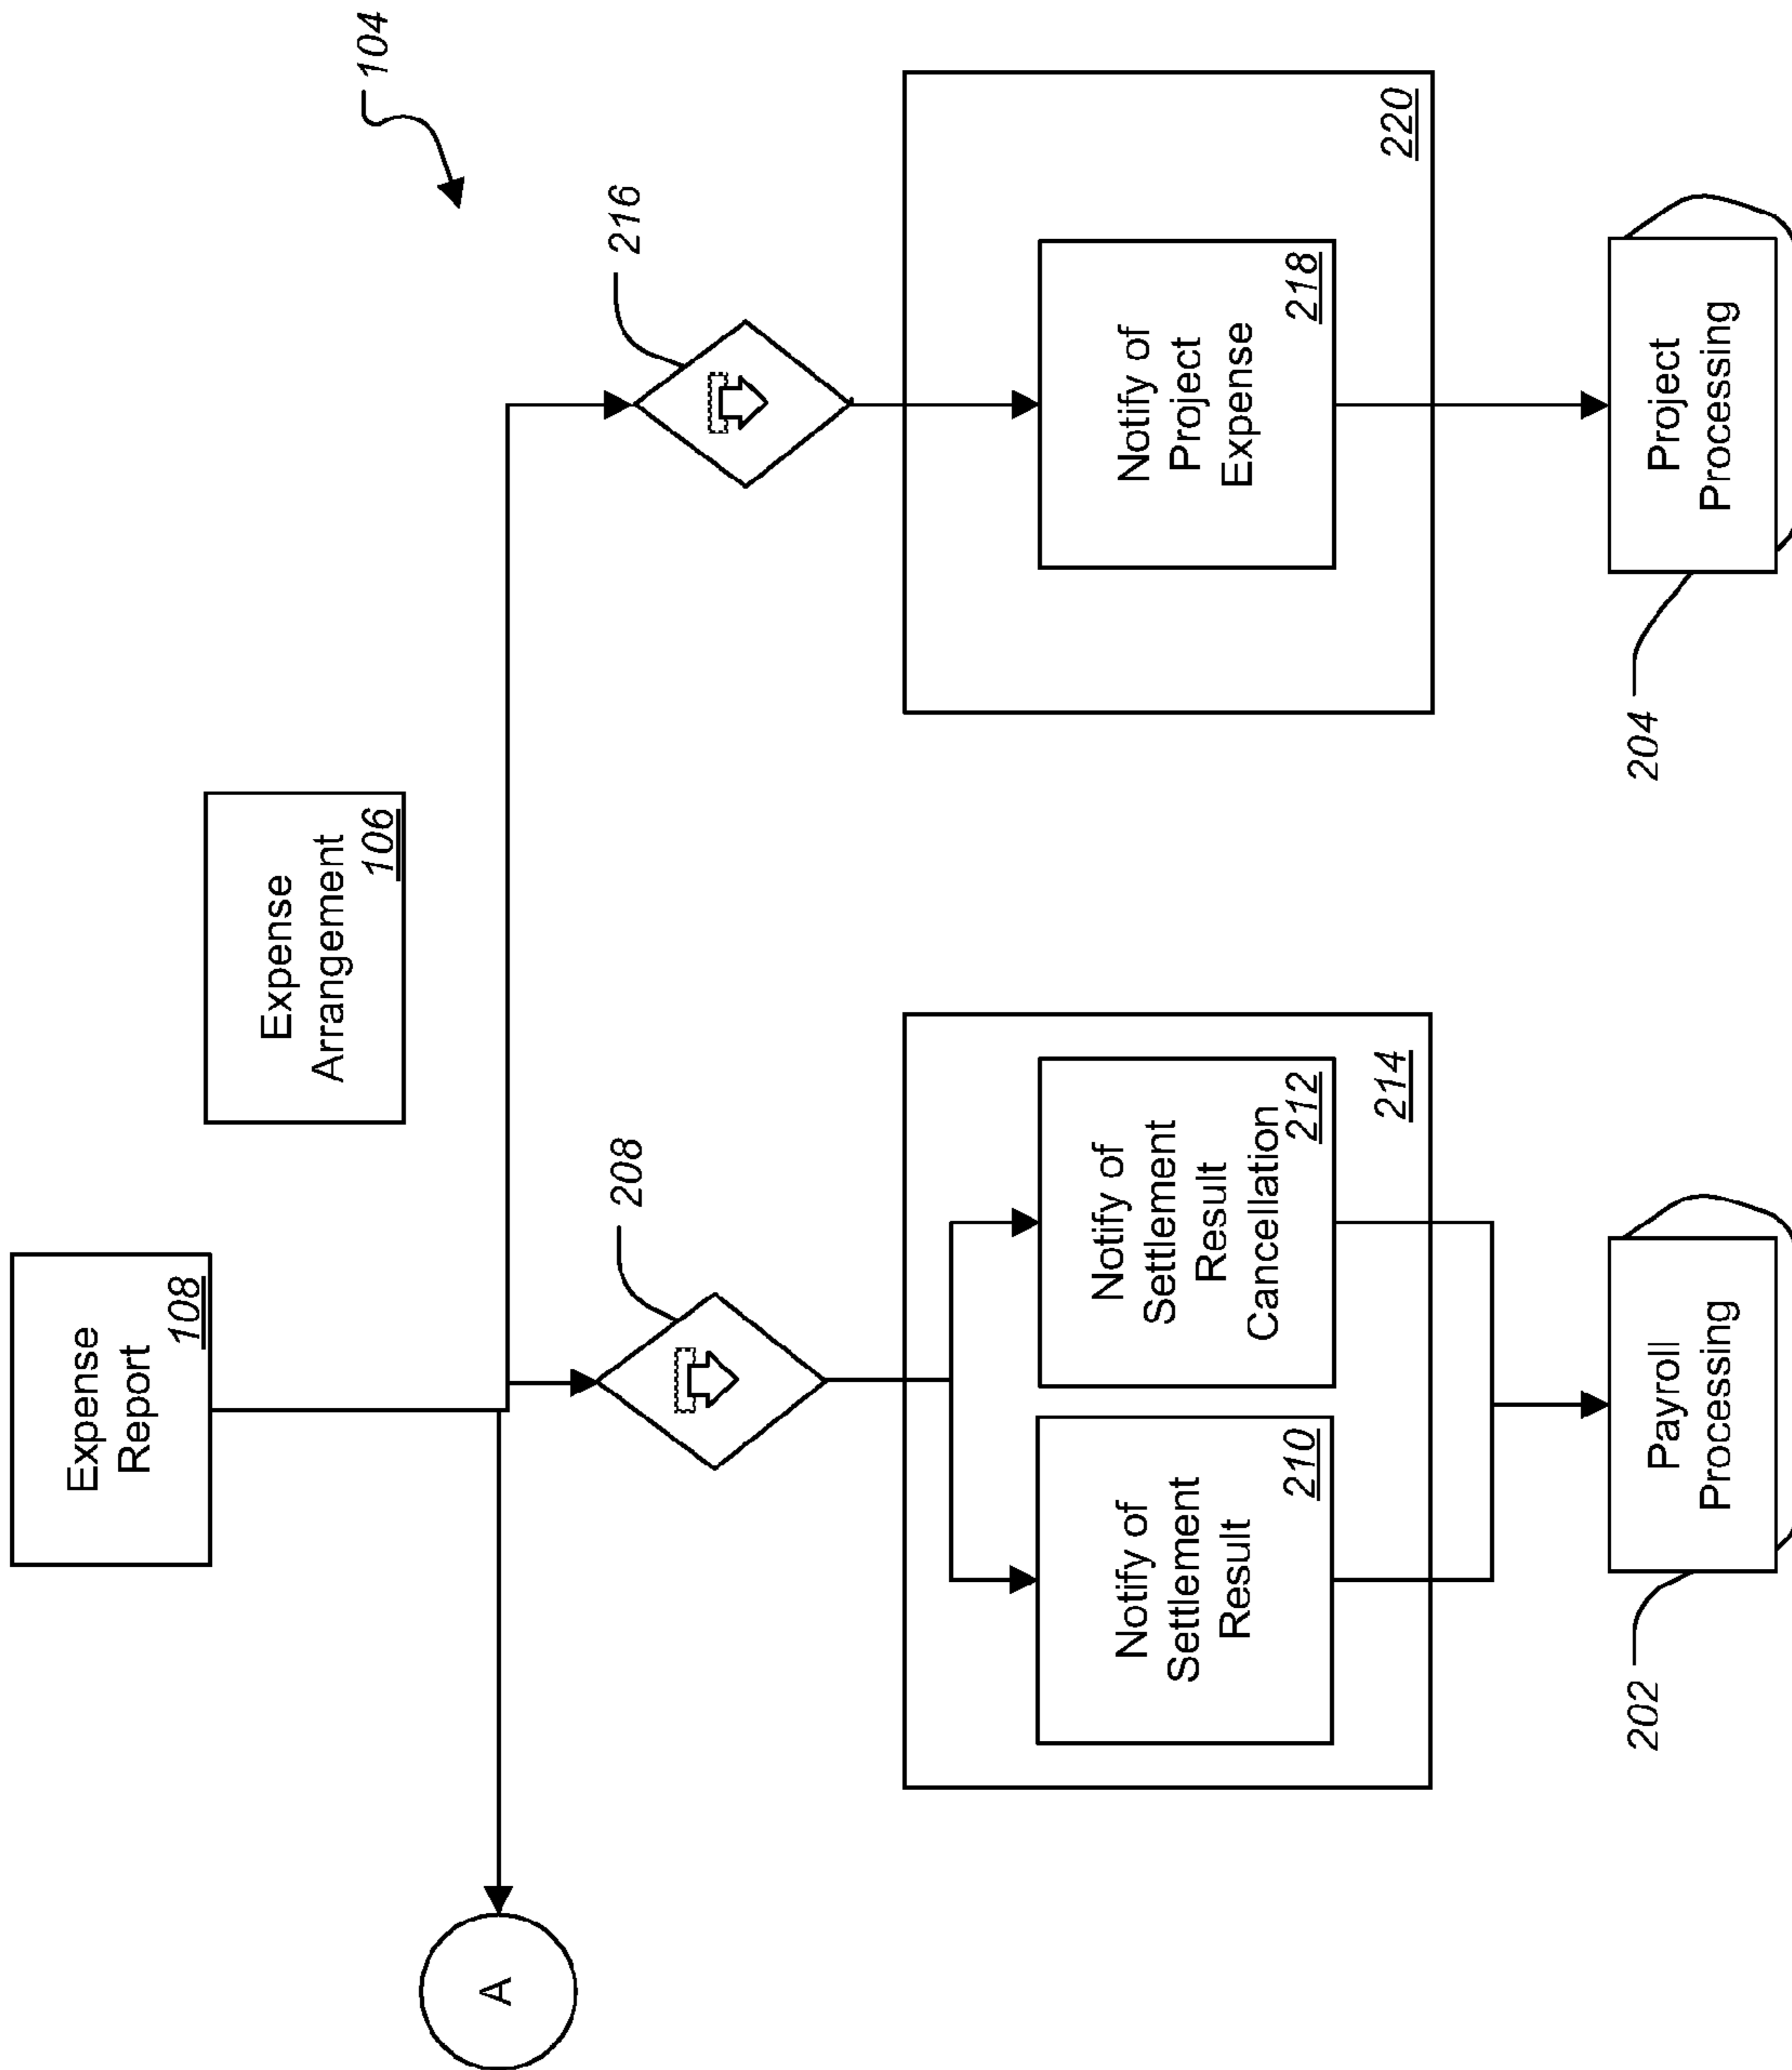 104
Expense
Arrangement
106
Expense
Report
108
216
208
A
Notify of
Project
Expense
218
220
Notify of
Settlement
Result
Cancellation
212
Notify of
Settlement
Result
210
214
Project
Processing
204
Payroll
Processing
202